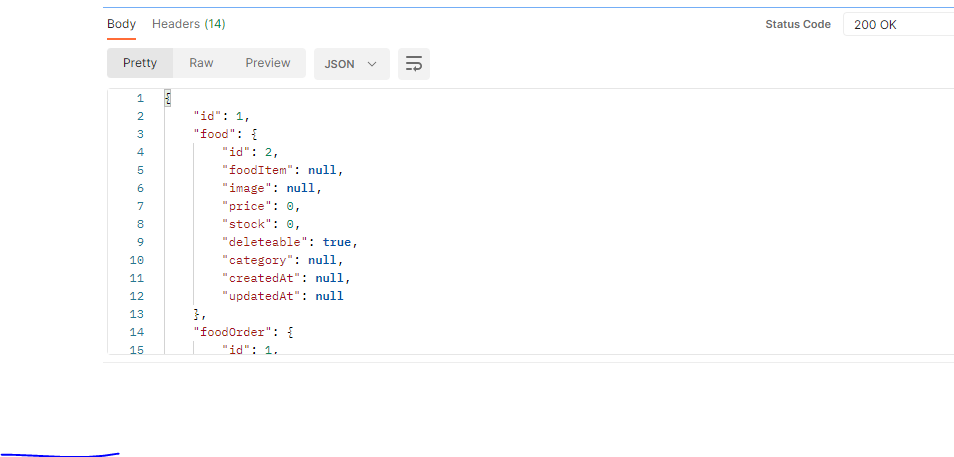 Body Headers (14) Status Code 200 OK
Pretty Raw Preview JSON
1 {
2 "id": 1,
3 "food": {
4 "id": 2,
5 "foodItem": null,
6 "image": null,
7 "price": 0,
8 "stock": 0,
9 "deleteable": true,
10 "category": null,
11 "createdAt": null,
12 "updatedAt": null
13 },
14 "foodOrder": {
15 "id": 1,